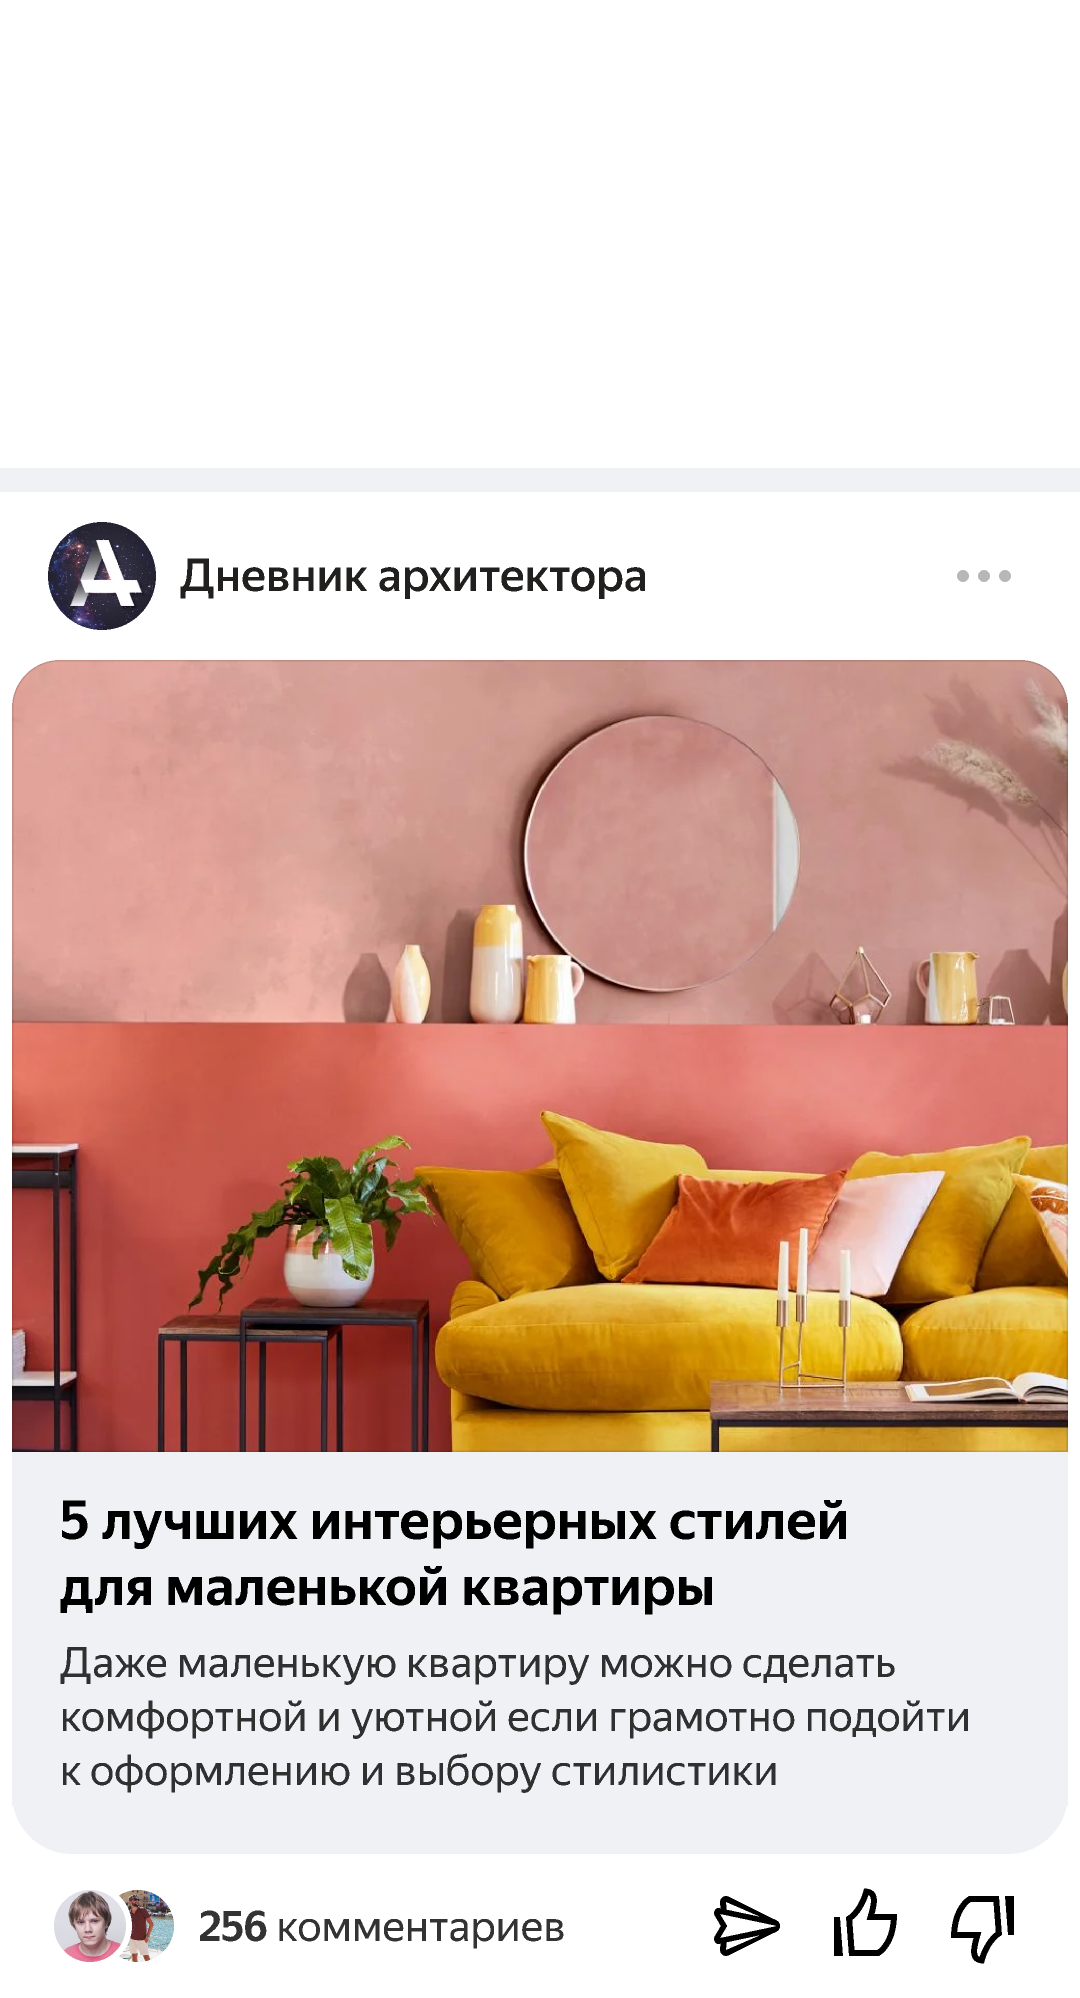 Дневник архитектора
5 лучших интерьерных стилей
для маленькой квартиры
Даже маленькую квартиру можно сделать
комфортной и уютной если грамотно подойти
к оформлению и выбору стилистики
256 комментариев